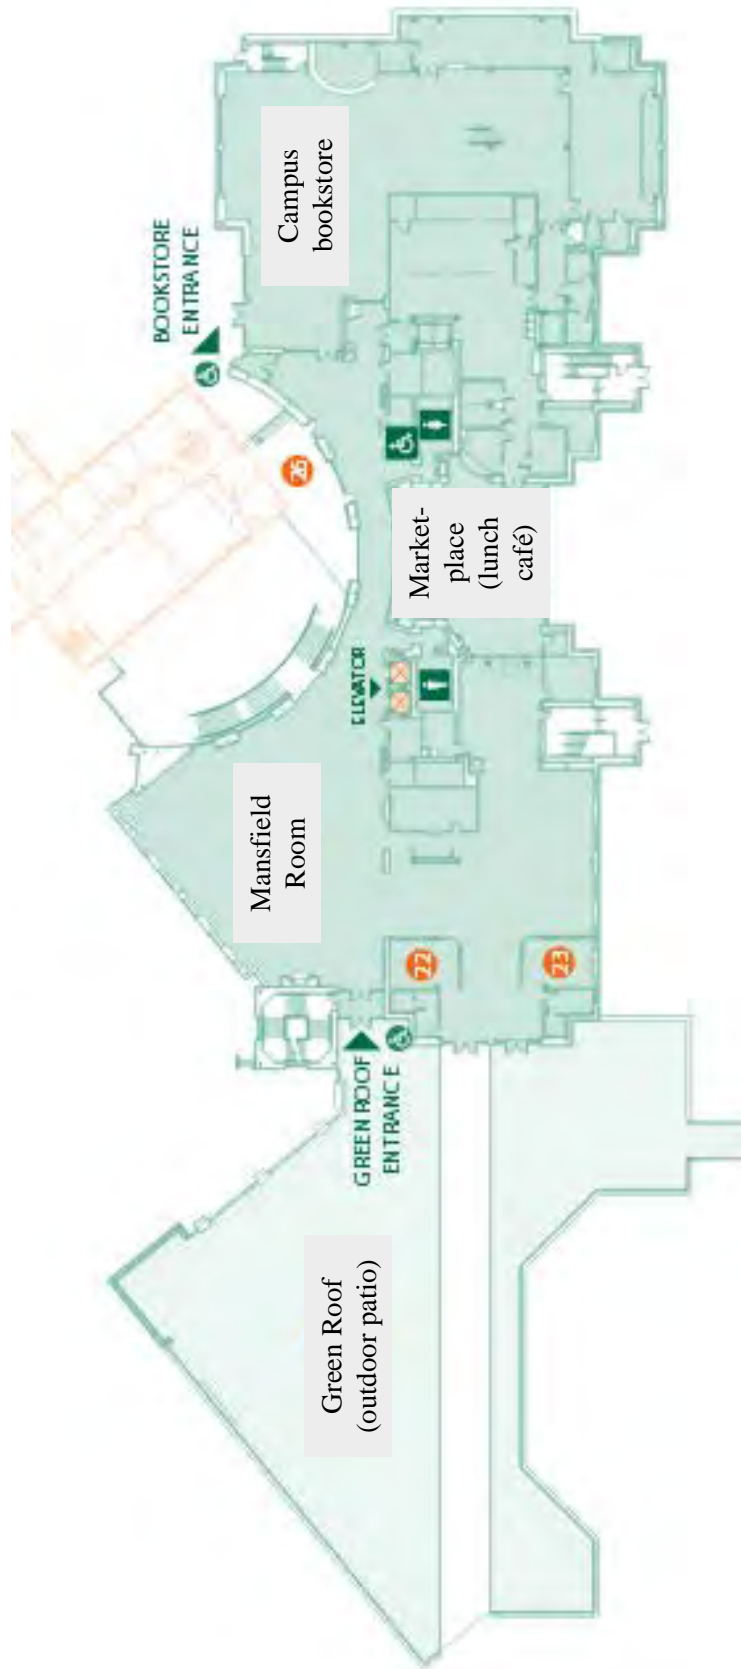 BOOKSTORE
ENTRANCE
Campus
bookstore
26
Market-
place
(lunch
café)
ELEVATOR
Mansfield
Room
22
23
GREEN ROOF
ENTRANCE
Green Roof
(outdoor patio)